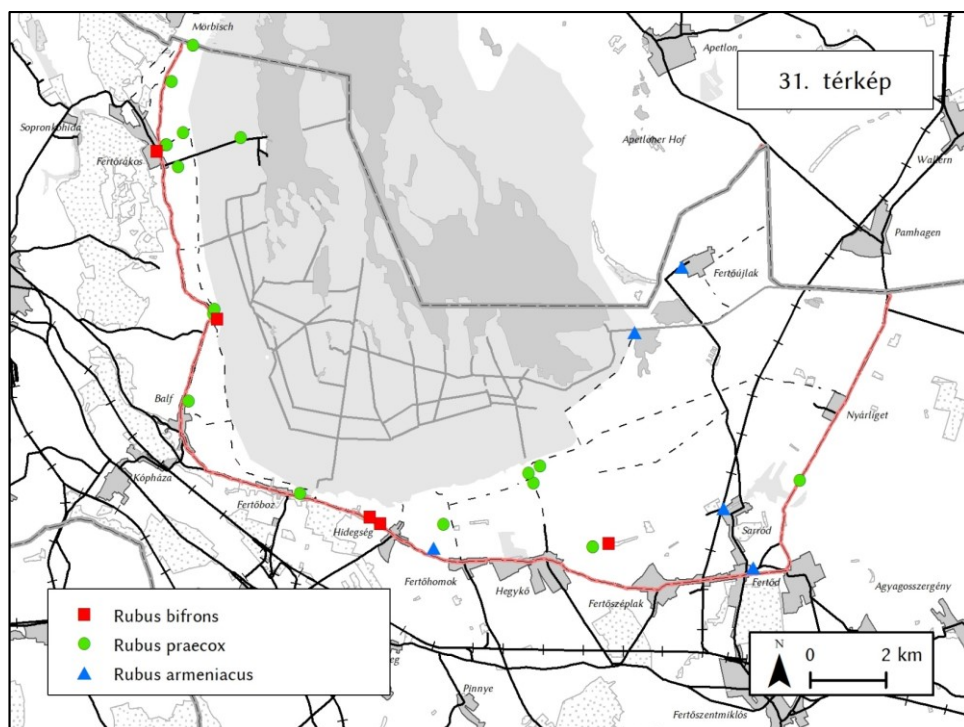 Mörbisch
Apetlon
31. térkép
Sopronkőhida
Apetloner Hof
Fertőrákos
Wallern
Pamhagen
Fertőújlak
Balf
Nyárliget
Kópháza
Fertőboz
Hidegség
Sarród
Fertőhomok
Hegykő
Fertőd
Agyagosszergény
Fertőszéplak
Rubus bifrons
Rubus praecox
Rubus armeniacus
N
0 2 km
Pinnye
Fertőszentmiklós